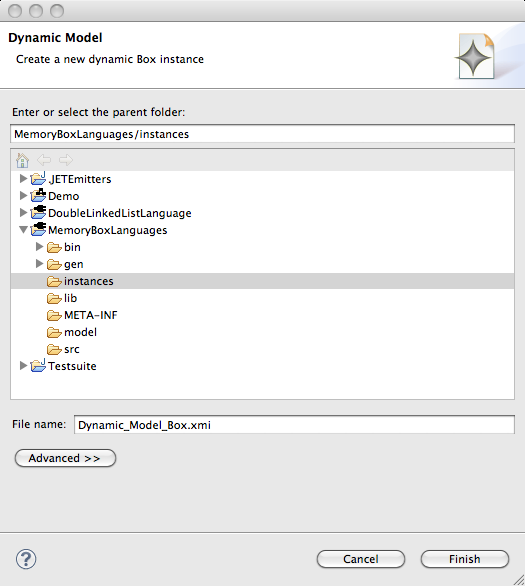 Dynamic Model
Create a new dynamic Box instance
Enter or select the parent folder:
MemoryBoxLanguages/instances
.JETEmitters
Demo
DoubleLinkedListLanguage
MemoryBoxLanguages
bin
gen
instances
lib
META-INF
model
src
Testsuite
File name: Dynamic_Model_Box.xmi
Advanced >>
? Cancel Finish